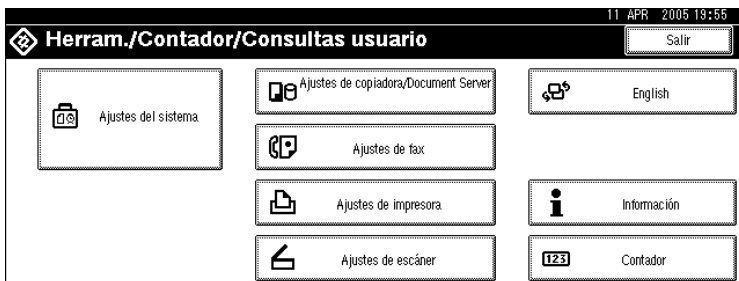 11 APR 2005 19:55
Herram./Contador/Consultas usuario
Salir
Ajustes del sistema
Ajustes de copiadora/Document Server
English
Ajustes de fax
Ajustes de impresora
Información
Ajustes de escáner
123
Contador